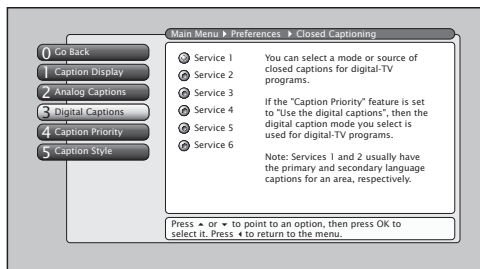 Main Menu ▶ Preferences ▶ Closed Captioning
0 Go Back
1 Caption Display
2 Analog Captions
3 Digital Captions
4 Caption Priority
5 Caption Style
Service 1
Service 2
Service 3
Service 4
Service 5
Service 6
You can select a mode or source of
closed captions for digital-TV
programs.
If the "Caption Priority" feature is set
to "Use the digital captions", then the
digital caption mode you select is
used for digital-TV programs.
Note: Services 1 and 2 usually have
the primary and secondary language
captions for an area, respectively.
Press ▲ or ▼ to point to an option, then press OK to
select it. Press ◀ to return to the menu.